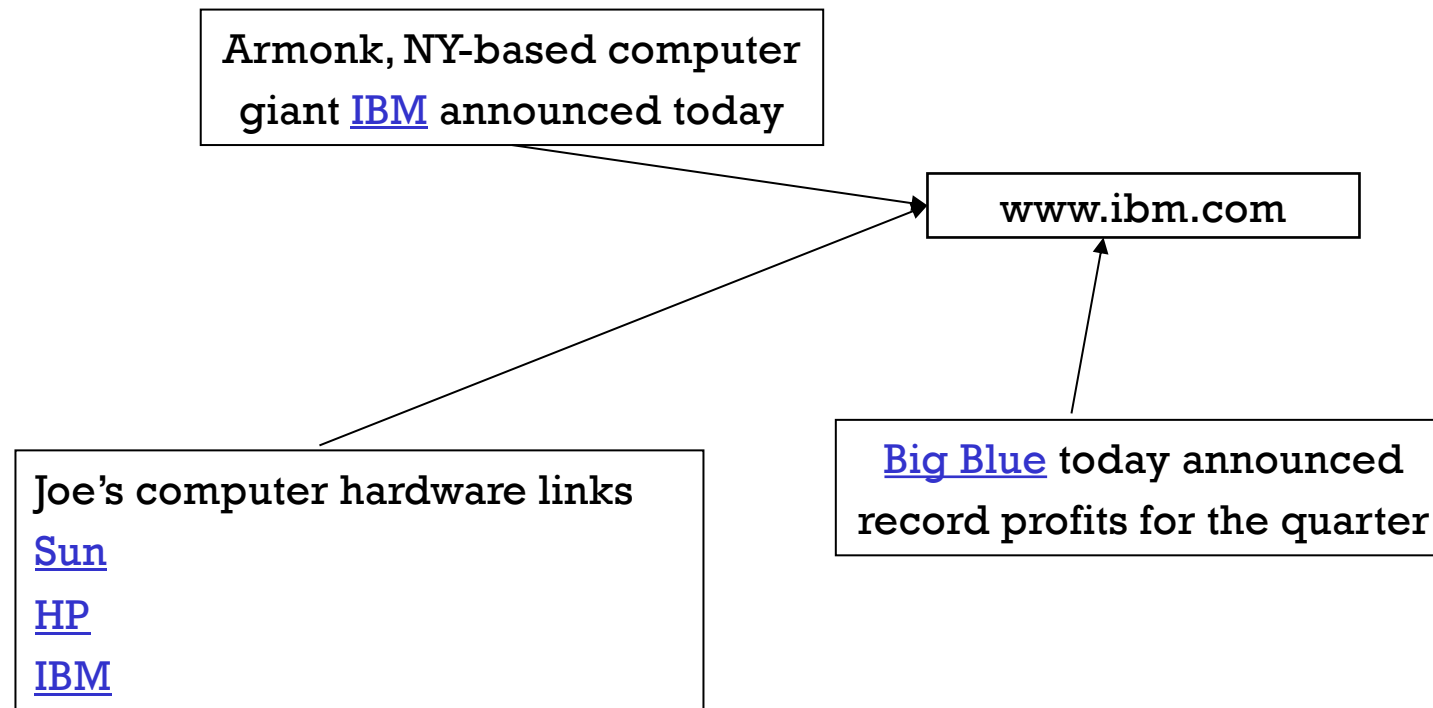 Armonk, NY-based computer
giant IBM announced today
www.ibm.com
Big Blue today announced
record profits for the quarter
Joe’s computer hardware links
Sun
HP
IBM